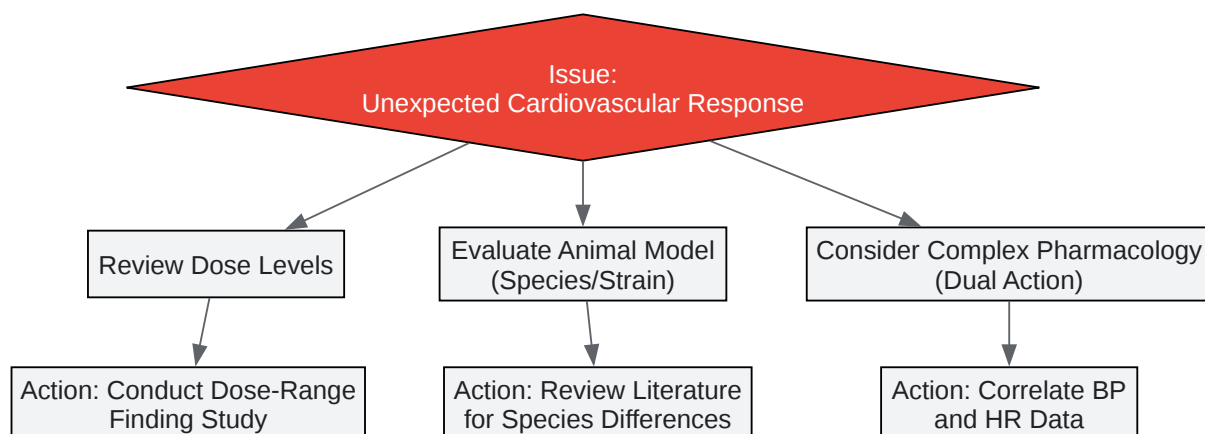 Issue:
Unexpected Cardiovascular Response
Review Dose Levels
Evaluate Animal Model
(Species/Strain)
Consider Complex Pharmacology
(Dual Action)
Action: Conduct Dose-Range
Finding Study
Action: Review Literature
for Species Differences
Action: Correlate BP
and HR Data